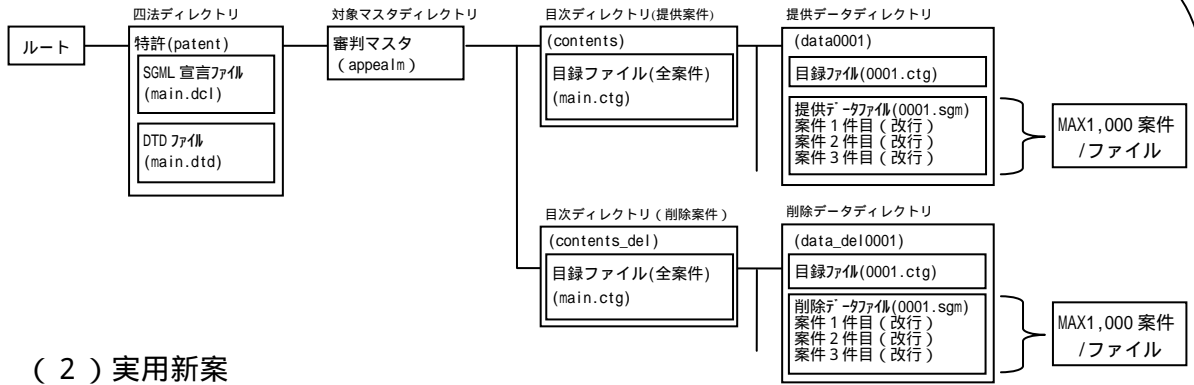 四法ディレクトリ
対象マスタディレクトリ
目次ディレクトリ(提供案件)
提供データディレクトリ
ルート
特許(patent)
SGML 宣言ファイル
(main.dcl)
DTD ファイル
(main.dtd)
審判マスタ
(appealm)
(contents)
目録ファイル(全案件)
(main.ctg)
(data0001)
目録ファイル(0001.ctg)
提供データファイル(0001.sgm)
案件1件目(改行)
案件2件目(改行)
案件3件目(改行)
MAX1,000 案件
/ファイル
目次ディレクトリ(削除案件)
削除データディレクトリ
(contents_del)
目録ファイル(全案件)
(main.ctg)
(data_del0001)
目録ファイル(0001.ctg)
削除データファイル(0001.sgm)
案件1件目(改行)
案件2件目(改行)
案件3件目(改行)
MAX1,000 案件
/ファイル
(2)実用新案